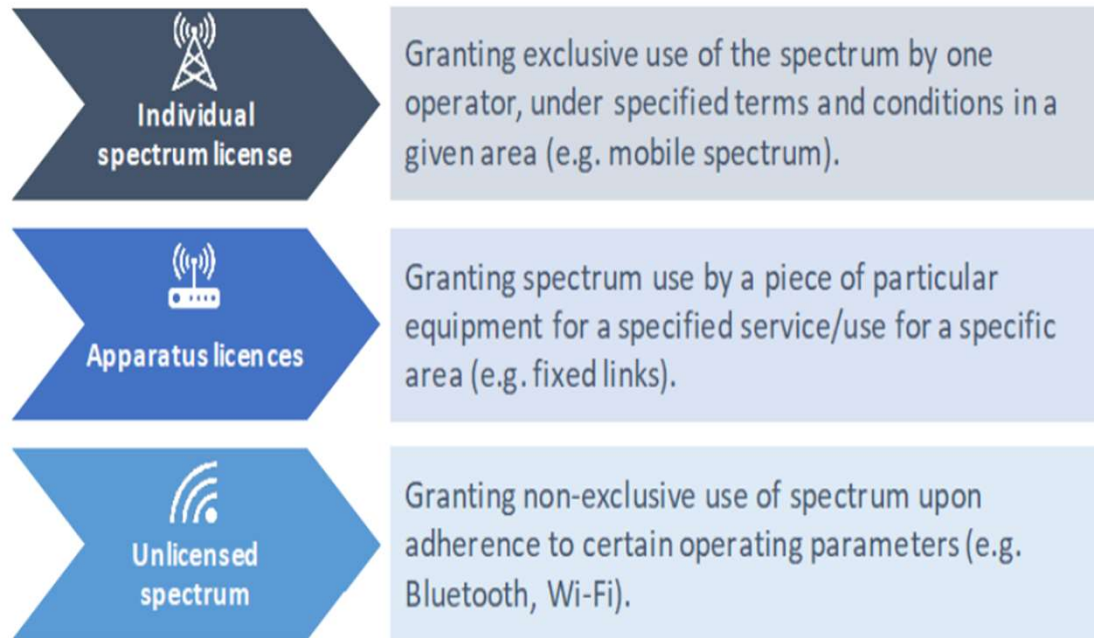 Individual
spectrum license
Granting exclusive use of the spectrum by one
operator, under specified terms and conditions in a
given area (e.g. mobile spectrum).
Apparatus licences
Granting spectrum use by a piece of particular
equipment for a specified service/use for a specific
area (e.g. fixed links).
Unlicensed
spectrum
Granting non-exclusive use of spectrum upon
adherence to certain operating parameters (e.g.
Bluetooth, Wi-Fi).